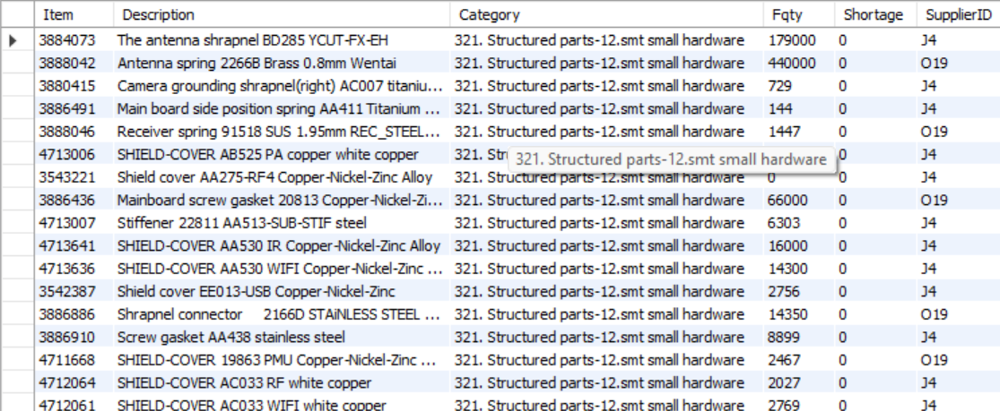 Item Description Category Fqty Shortage SupplierID
3884073 The antenna shrapnel BD285 YCUT-FX-EH 321. Structured parts-12.smt small hardware 179000 0 J4
3888042 Antenna spring 2266B Brass 0.8mm Wentai 321. Structured parts-12.smt small hardware 440000 0 O19
3880415 Camera grounding shrapnel(right) AC007 titaniu... 321. Structured parts-12.smt small hardware 729 0 J4
3886491 Main board side position spring AA411 Titanium ... 321. Structured parts-12.smt small hardware 144 0 J4
3888046 Receiver spring 91518 SUS 1.95mm REC_STEEL... 321. Structured parts-12.smt small hardware 1447 0 O19
4713006 SHIELD-COVER AB525 PA copper white copper 321. Str 0 J4
321. Structured parts-12.smt small hardware
3543221 Shield cover AA275-RF4 Copper-Nickel-Zinc Alloy 321. Structured parts-12.smt small hardware 0 0 J4
3886436 Mainboard screw gasket 20813 Copper-Nickel-Zi... 321. Structured parts-12.smt small hardware 66000 0 O19
4713007 Stiffener 22811 AA513-SUB-STIF steel 321. Structured parts-12.smt small hardware 6303 0 J4
4713641 SHIELD-COVER AA530 IR Copper-Nickel-Zinc Alloy 321. Structured parts-12.smt small hardware 16000 0 J4
4713636 SHIELD-COVER AA530 WIFI Copper-Nickel-Zinc ... 321. Structured parts-12.smt small hardware 14300 0 J4
3542387 Shield cover EE013-USB Copper-Nickel-Zinc 321. Structured parts-12.smt small hardware 2756 0 J4
3886886 Shrapnel connector 2166D STAiNLESS STEEL ... 321. Structured parts-12.smt small hardware 14350 0 O19
3886910 Screw gasket AA438 stainless steel 321. Structured parts-12.smt small hardware 8899 0 J4
4711668 SHIELD-COVER 19863 PMU Copper-Nickel-Zinc ... 321. Structured parts-12.smt small hardware 2467 0 O19
4712064 SHIELD-COVER AC033 RF white copper 321. Structured parts-12.smt small hardware 2027 0 J4
4712061 SHIELD-COVER AC033 WIFI white copper 321. Structured parts-12.smt small hardware 2769 0 J4